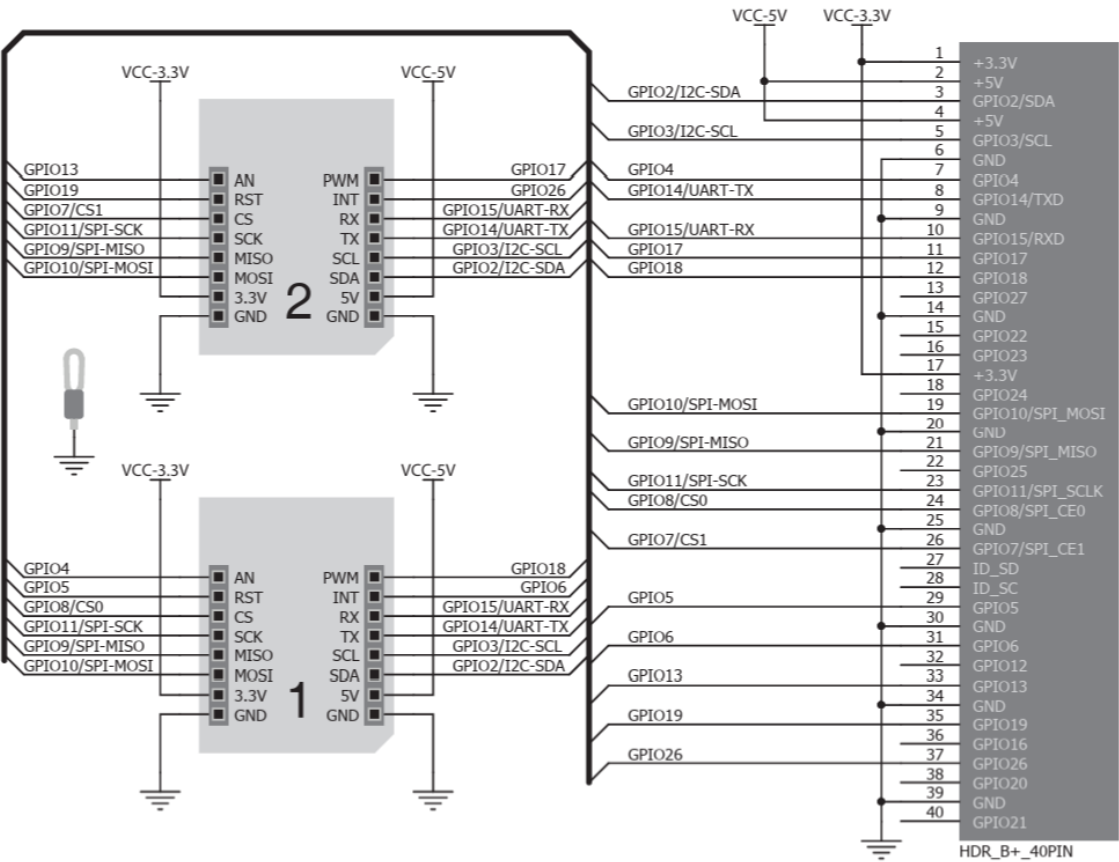 VCC-5V VCC-3.3V
VCC-3.3V VCC-5V
GPIO13
GPIO19
GPIO7/CS1
GPIO11/SPI-SCK
GPIO9/SPI-MISO
GPIO10/SPI-MOSI
AN PWM
RST INT
CS RX
SCK TX
MISO SCL
MOSI SDA
3.3V 5V
GND GND
2
GPIO17
GPIO26
GPIO15/UART-RX
GPIO14/UART-TX
GPIO3/I2C-SCL
GPIO2/I2C-SDA
VCC-3.3V VCC-5V
GPIO4
GPIO5
GPIO8/CS0
GPIO11/SPI-SCK
GPIO9/SPI-MISO
GPIO10/SPI-MOSI
AN PWM
RST INT
CS RX
SCK TX
MISO SCL
MOSI SDA
3.3V 5V
GND GND
1
GPIO18
GPIO6
GPIO15/UART-RX
GPIO14/UART-TX
GPIO3/I2C-SCL
GPIO2/I2C-SDA
1 +3.3V
2 +5V
GPIO2/I2C-SDA 3 GPIO2/SDA
4 +5V
GPIO3/I2C-SCL 5 GPIO3/SCL
6 GND
GPIO4 7 GPIO4
GPIO14/UART-TX 8 GPIO14/TXD
9 GND
GPIO15/UART-RX 10 GPIO15/RXD
GPIO17 11 GPIO17
GPIO18 12 GPIO18
13 GPIO27
14 GND
15 GPIO22
16 GPIO23
17 +3.3V
18 GPIO24
GPIO10/SPI-MOSI 19 GPIO10/SPI_MOSI
20 GND
GPIO9/SPI-MISO 21 GPIO9/SPI_MISO
22 GPIO25
GPIO11/SPI-SCK 23 GPIO11/SPI_SCLK
GPIO8/CS0 24 GPIO8/SPI_CE0
25 GND
GPIO7/CS1 26 GPIO7/SPI_CE1
27 ID_SD
28 ID_SC
GPIO5 29 GPIO5
30 GND
GPIO6 31 GPIO6
32 GPIO12
GPIO13 33 GPIO13
34 GND
GPIO19 35 GPIO19
36 GPIO16
GPIO26 37 GPIO26
38 GPIO20
39 GND
40 GPIO21
HDR_B+_40PIN